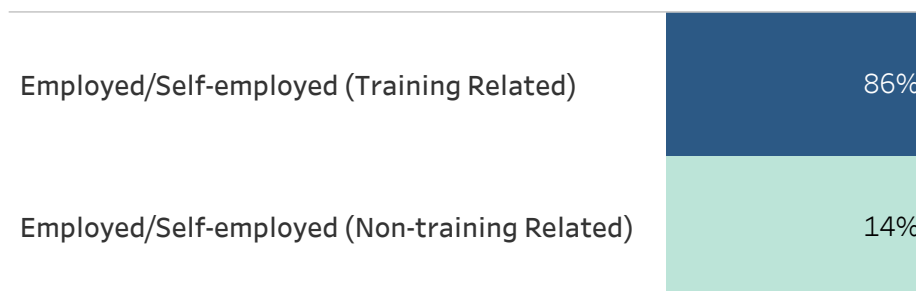 Employed/Self-employed (Training Related) 86%
Employed/Self-employed (Non-training Related) 14%